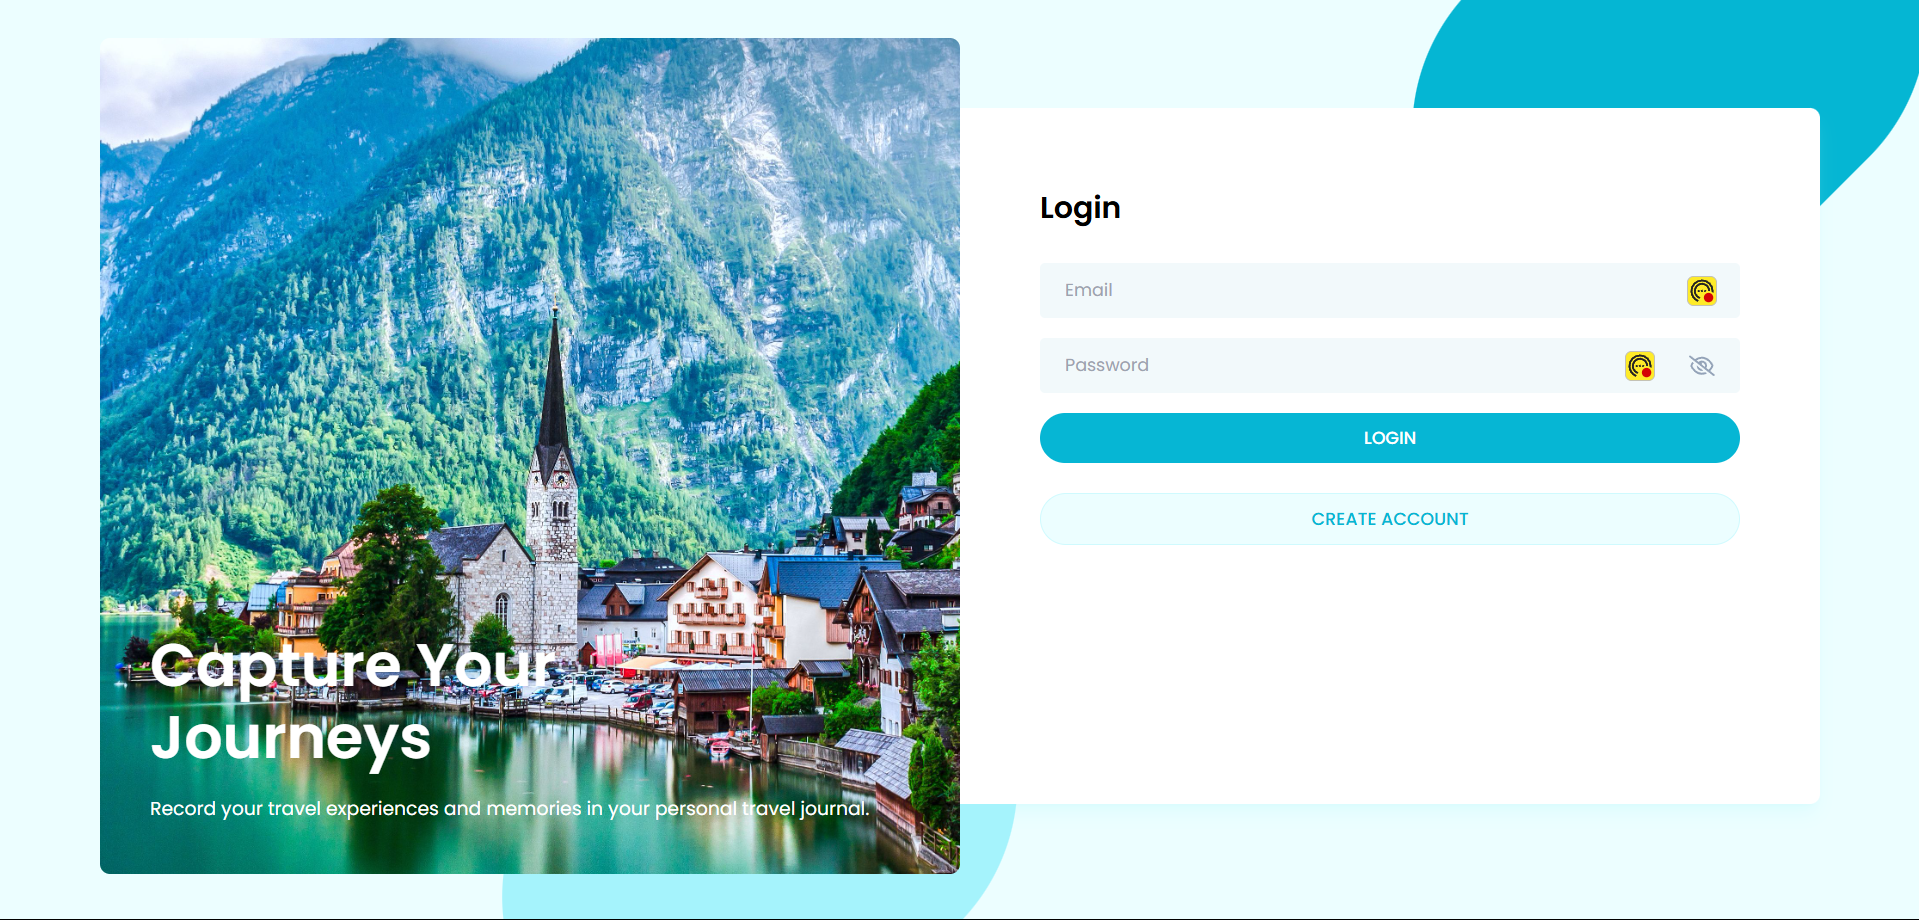 Capture Your
Journeys
Record your travel experiences and memories in your personal travel journal.
Login
Email
Password
LOGIN
CREATE ACCOUNT